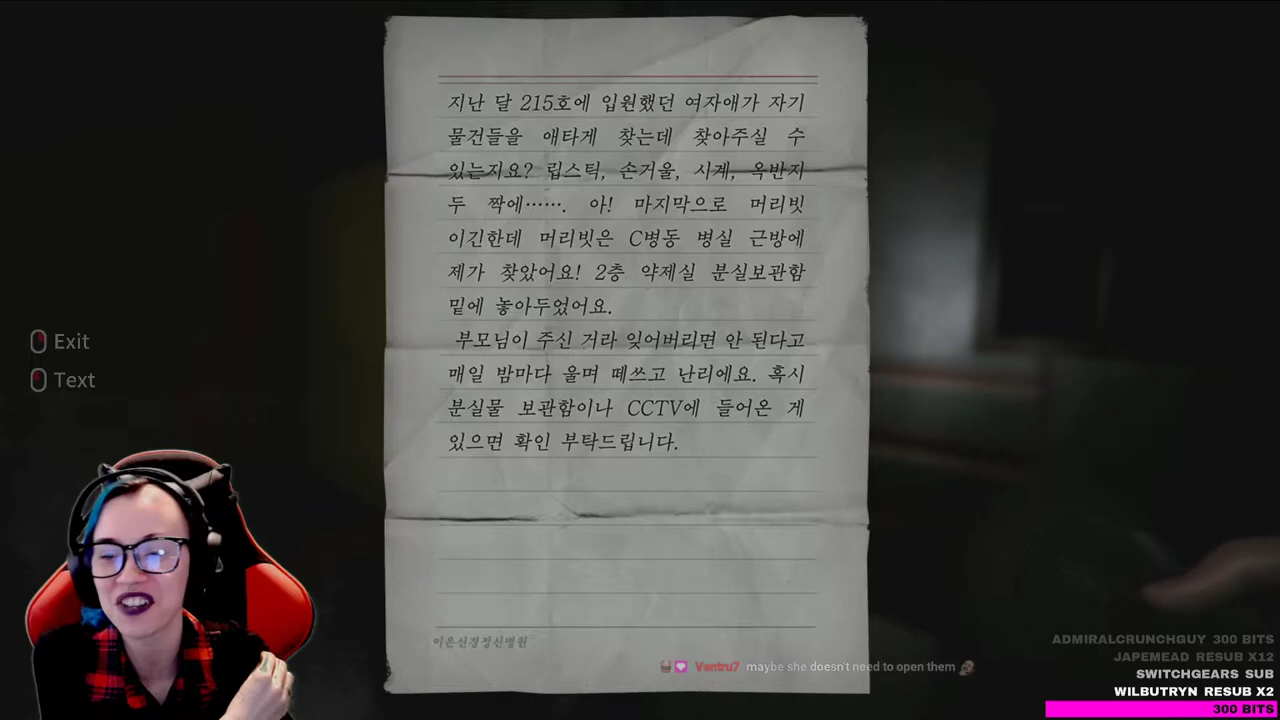 지난 달 215호에 입원했던 여자애가 자기
물건들을 애타게 찾는데 찾아주실 수
있는지요? 립스틱, 손거울, 시계, 옥반지
두 짝에……. 아! 마지막으로 머리빗
이긴한데 머리빗은 C병동 병실 근방에
제가 찾았어요! 2층 약제실 분실보관함
밑에 놓아두었어요.
부모님이 주신 거라 잊어버리면 안 된다고
매일 밤마다 울며 떼쓰고 난리에요. 혹시
분실물 보관함이나 CCTV에 들어온 게
있으면 확인 부탁드립니다.
Exit
Text
이은신경정신병원
Ventru7 maybe she doesn't need to open them
ADMIRALCRUNCHGUY 300 BITS
JAPEMEAD RESUB X12
SWITCHGEARS SUB
WILBUTRYN RESUB X2
300 BITS